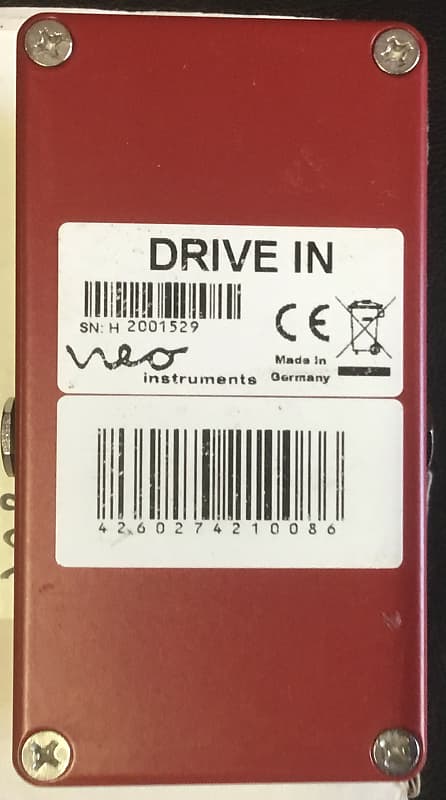 DRIVE IN
SN: H 2001529
neo
instruments
CE
Made in
Germany
4260274210086